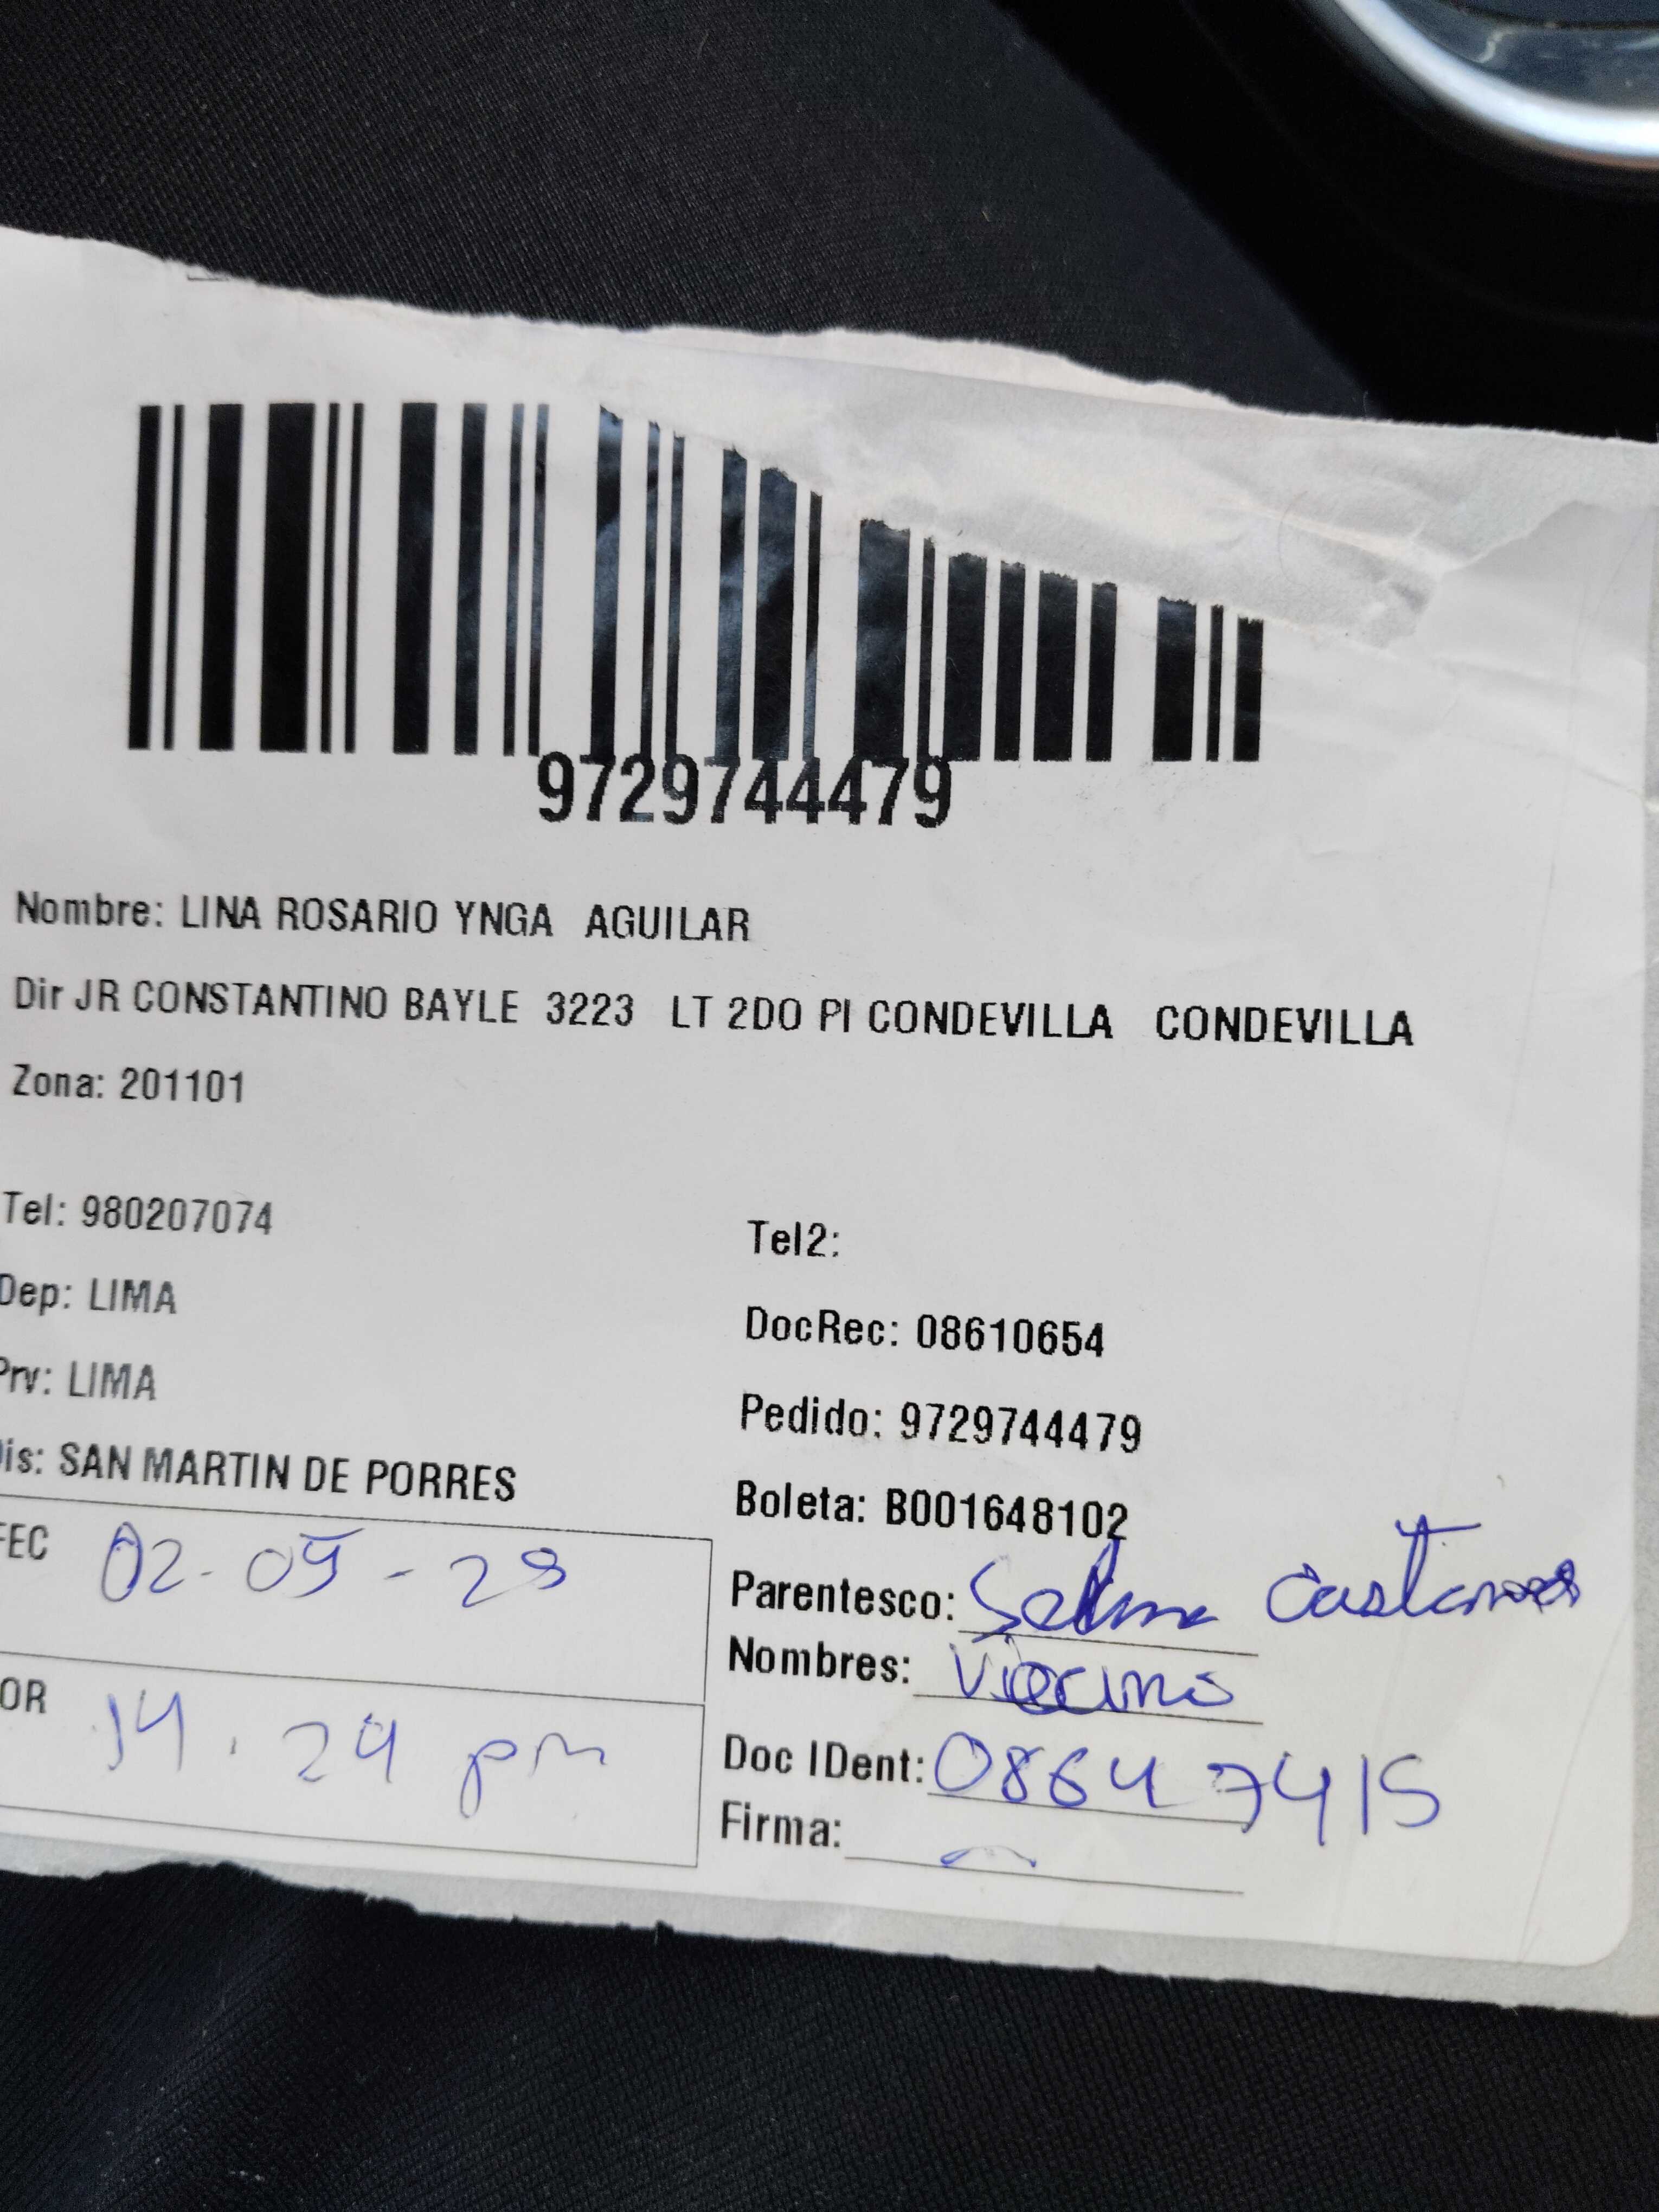 9729744479
Nombre: LINA ROSARIO YNGA AGUILAR
Dir JR CONSTANTINO BAYLE 3223 LT 2DO PI CONDEVILLA CONDEVILLA
Zona: 201101
Tel: 980207074
Tel2:
Dep: LIMA
DocRec: 08610654
Prv: LIMA
Pedido: 9729744479
is: SAN MARTIN DE PORRES
Boleta: B001648102
FEC 02-05-
Parentesco: Selma
Nombres: Vecino
OR 14.24 pm
Doc IDent: 08647415
Firma: